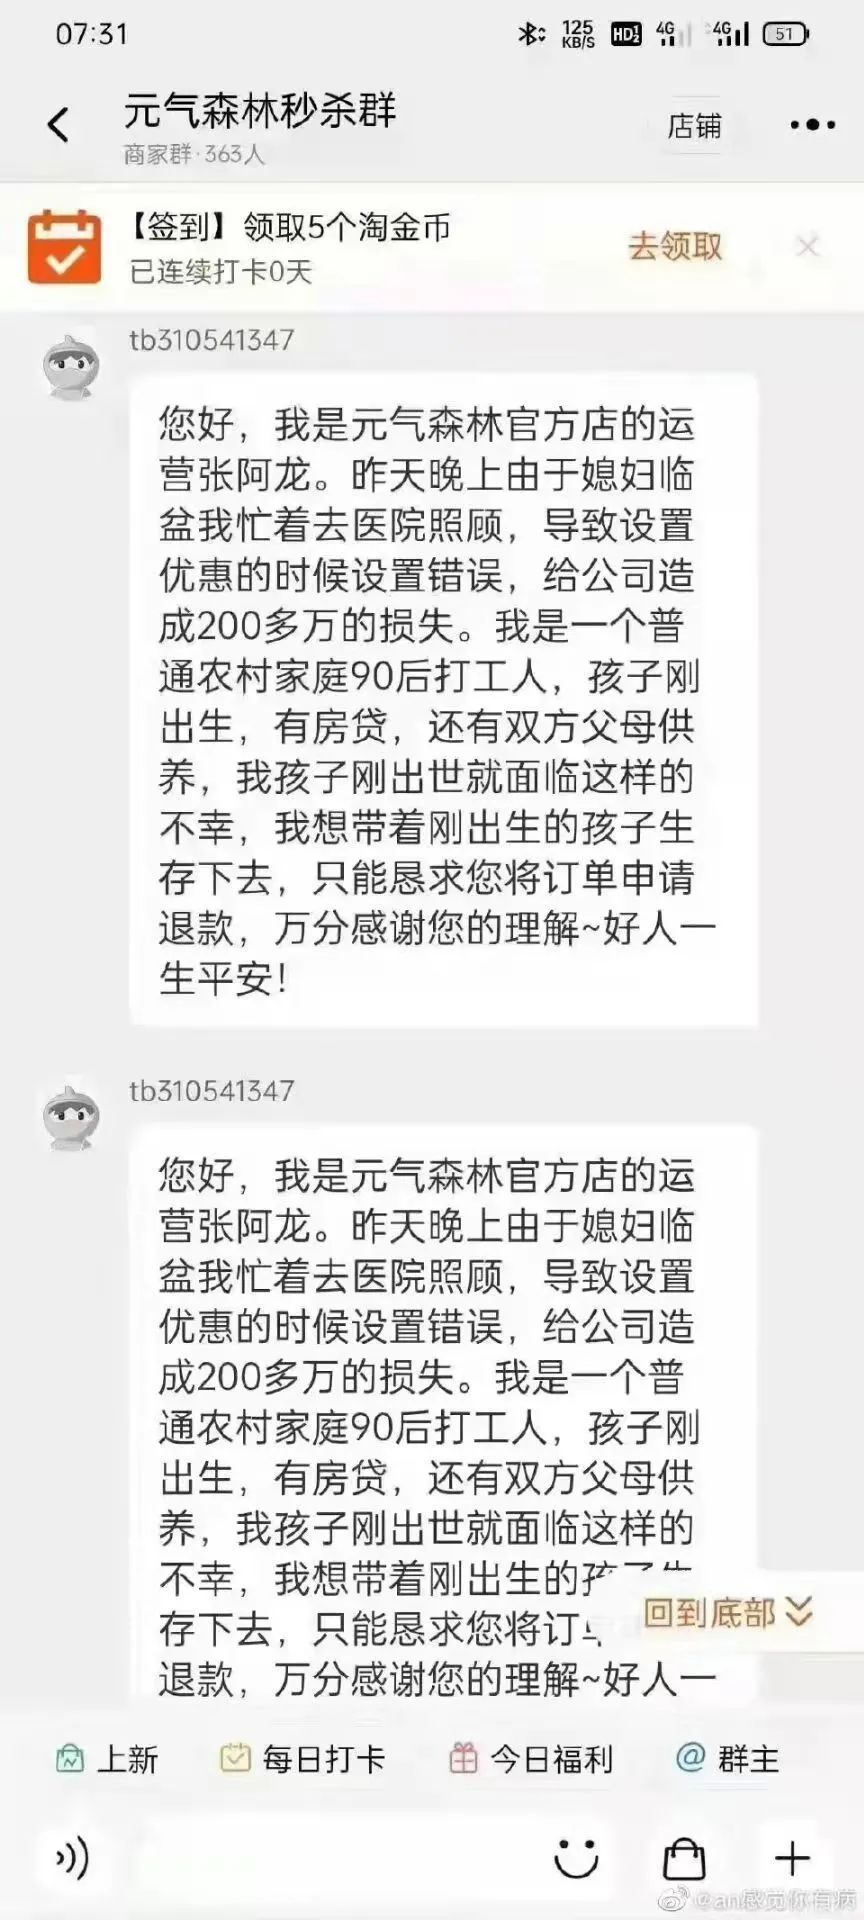 07:31
125 KB/S HD 4G 4G 51
元气森林秒杀群
商家群·363人
店铺
【签到】领取5个淘金币
已连续打卡0天
去领取
tb310541347
您好，我是元气森林官方店的运
营张阿龙。昨天晚上由于媳妇临
盆我忙着去医院照顾，导致设置
优惠的时候设置错误，给公司造
成200多万的损失。我是一个普
通农村家庭90后打工人，孩子刚
出生，有房贷，还有双方父母供
养，我孩子刚出世就面临这样的
不幸，我想带着刚出生的孩子生
存下去，只能恳求您将订单申请
退款，万分感谢您的理解~好人一
生平安！
tb310541347
您好，我是元气森林官方店的运
营张阿龙。昨天晚上由于媳妇临
盆我忙着去医院照顾，导致设置
优惠的时候设置错误，给公司造
成200多万的损失。我是一个普
通农村家庭90后打工人，孩子刚
出生，有房贷，还有双方父母供
养，我孩子刚出世就面临这样的
不幸，我想带着刚出生的孩子生
存下去，只能恳求您将订单
回到底部
退款，万分感谢您的理解~好人一
上新
每日打卡
今日福利
@ 群主
@an感觉你有病